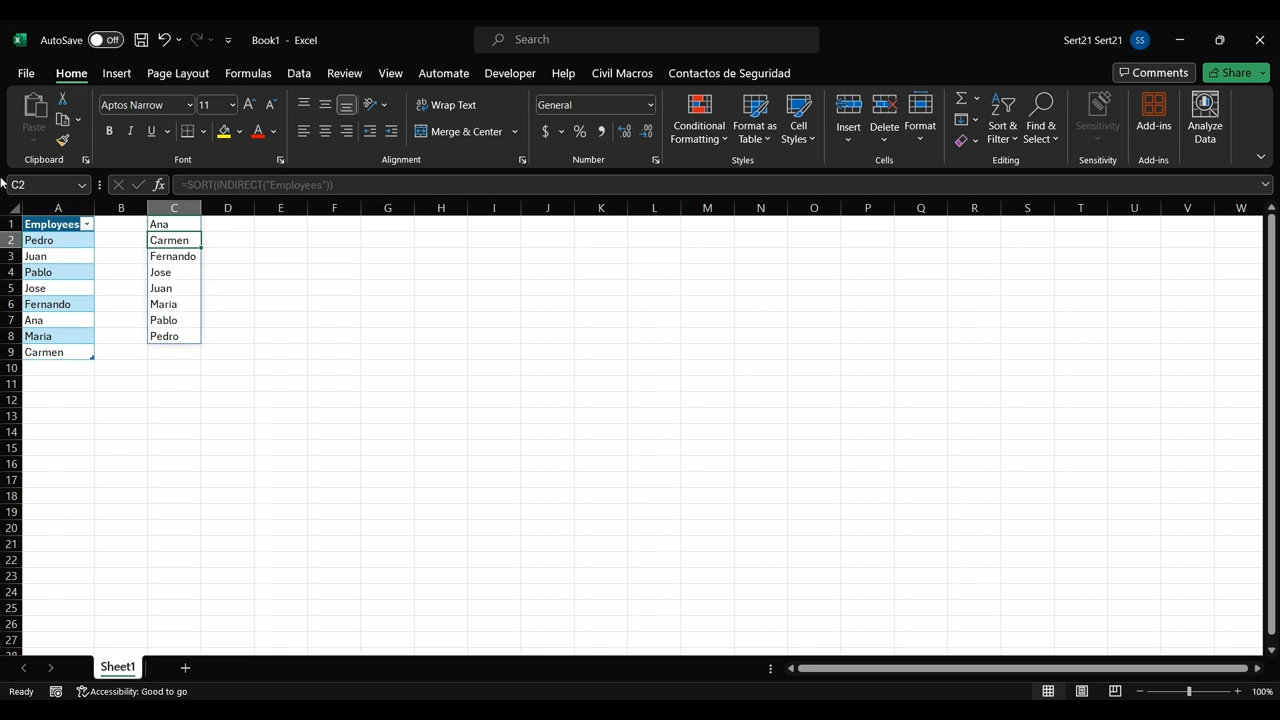 AutoSave Off Book1 - Excel Search Sert21 Sert21 SS
File Home Insert Page Layout Formulas Data Review View Automate Developer Help Civil Macros Contactos de Seguridad Comments Share
Paste
Clipboard
Aptos Narrow 11
B I U
Font
Wrap Text
Merge & Center
Alignment
General
$ % 9
Number
Conditional Formatting
Format as Table
Cell Styles
Styles
Insert
Delete
Format
Cells
Sort & Filter
Find & Select
Editing
Sensitivity
Sensitivity
Add-ins
Add-ins
Analyze Data
C2 fx =SORT(INDIRECT("Employees"))
A B C D E F G H I J K L M N O P Q R S T U V W
1 Employees Ana
2 Pedro Carmen
3 Juan Fernando
4 Pablo Jose
5 Jose Juan
6 Fernando Maria
7 Ana Pablo
8 Maria Pedro
9 Carmen
10
11
12
13
14
15
16
17
18
19
20
21
22
23
24
25
26
27
28
Sheet1
Ready Accessibility: Good to go 100%